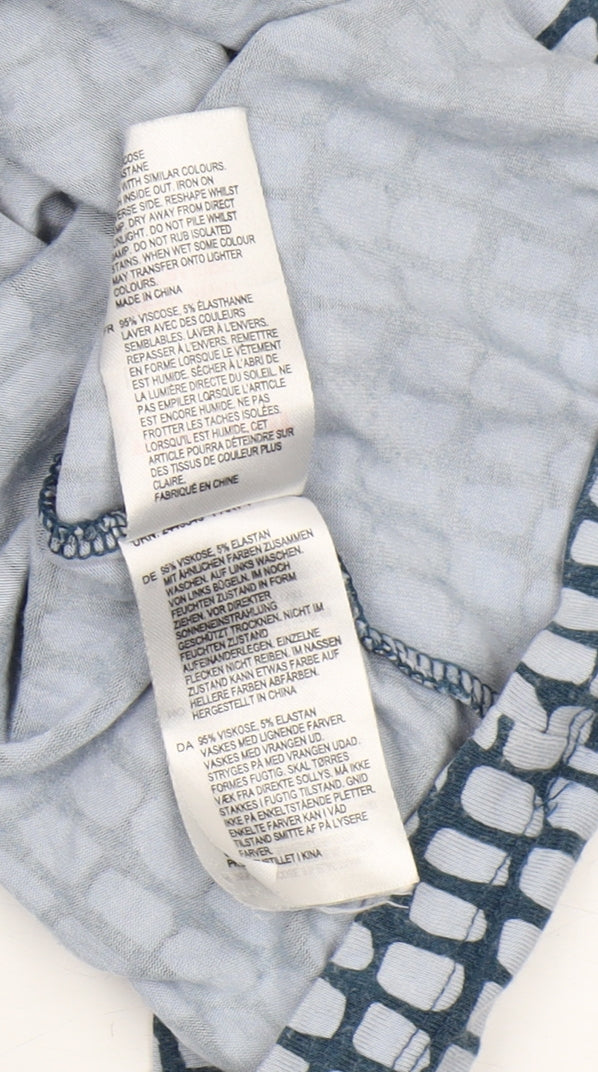 WITH SIMILAR COLOURS.
INSIDE OUT. IRON ON
SIDE. RESHAPE WHILST
DRY AWAY FROM DIRECT
DO NOT PILE WHILST
DO NOT RUB ISOLATED
STAINS. WHEN WET SOME COLOUR
MAY TRANSFER ONTO LIGHTER
COLOURS.
MADE IN CHINA
95% VISCOSE, 5% ÉLASTHANNE
LAVER AVEC DES COULEURS
SEMBLABLES. LAVER À L'ENVERS.
REPASSER À L'ENVERS. REMETTRE
EN FORME LORSQUE LE VÊTEMENT
EST HUMIDE. SÉCHER À L'ABRI DE
LA LUMIÈRE DIRECTE DU SOLEIL. NE
PAS EMPILER LORSQUE L'ARTICLE
EST ENCORE HUMIDE. NE PAS
FROTTER LES TACHES ISOLÉES.
LORSQU'IL EST HUMIDE, CET
ARTICLE POURRA DÉTEINDRE SUR
DES TISSUS DE COULEUR PLUS
CLAIRE.
FABRIQUÉ EN CHINE
DE 95% VISKOSE, 5% ELASTAN
MIT ÄHNLICHEN FARBEN ZUSAMMEN
WASCHEN. AUF LINKS WASCHEN.
VON LINKS BÜGELN. IM NOCH
FEUCHTEN ZUSTAND IN FORM
ZIEHEN. VOR DIREKTER
SONNENEINSTRAHLUNG
GESCHÜTZT TROCKNEN. NICHT IM
FEUCHTEN ZUSTAND
AUFEINANDERLEGEN. EINZELNE
FLECKEN NICHT REIBEN. IM NASSEN
ZUSTAND KANN ETWAS FARBE AUF
HELLERE FARBEN ABFÄRBEN.
HERGESTELLT IN CHINA
DA 95% VISKOSE, 5% ELASTAN
VASKES MED LIGNENDE FARVER.
VASKES MED VRANGEN UD.
STRYGES PÅ MED VRANGEN UDAD.
FORMES FUGTIG. SKAL TØRRES
VÆK FRA DIREKTE SOLLYS. MÅ IKKE
STAKKES I FUGTIG TILSTAND. GNID
IKKE PÅ ENKELTSTÅENDE PLETTER.
ENKELTE FARVER KAN I VÅD
TILSTAND SMITTE AF PÅ LYSERE
FARVER.
I KINA